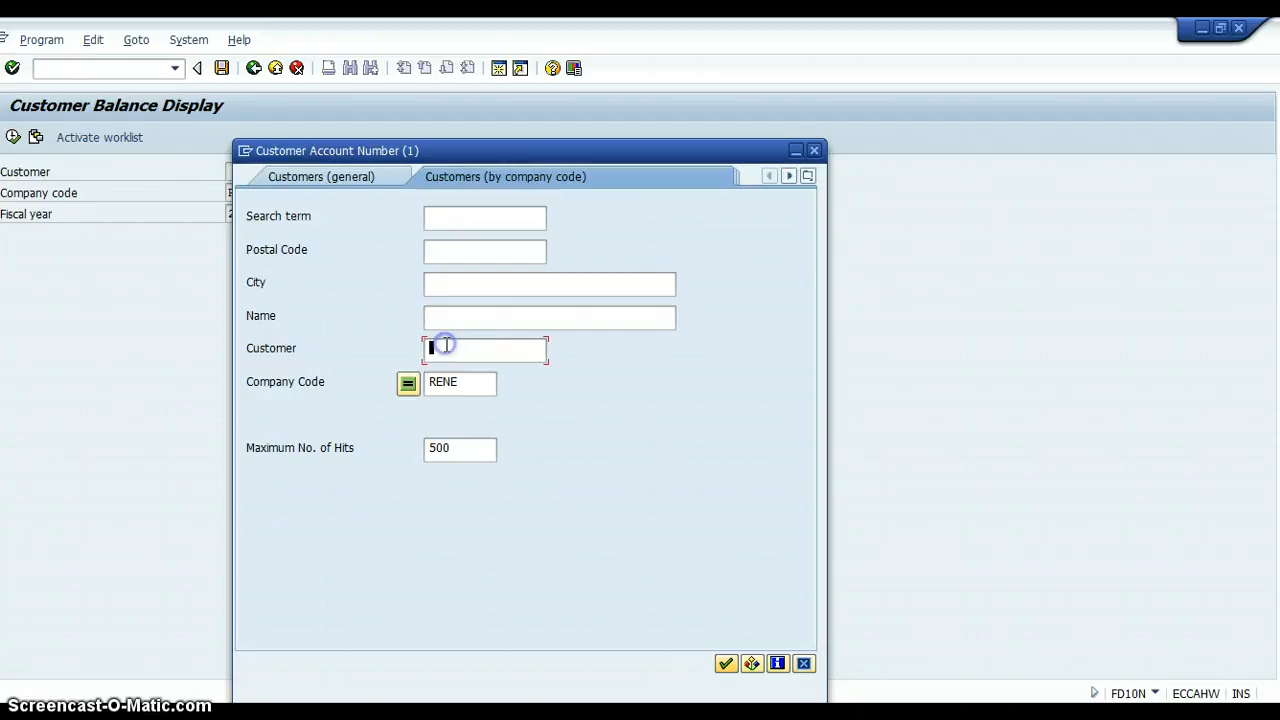 Program Edit Goto System Help
Customer Balance Display
Activate worklist
Customer
Company code
Fiscal year
Customer Account Number (1)
Customers (general) Customers (by company code)
Search term
Postal Code
City
Name
Customer
Company Code RENE
Maximum No. of Hits 500
FD10N ECCAHW INS
Screencast-O-Matic.com